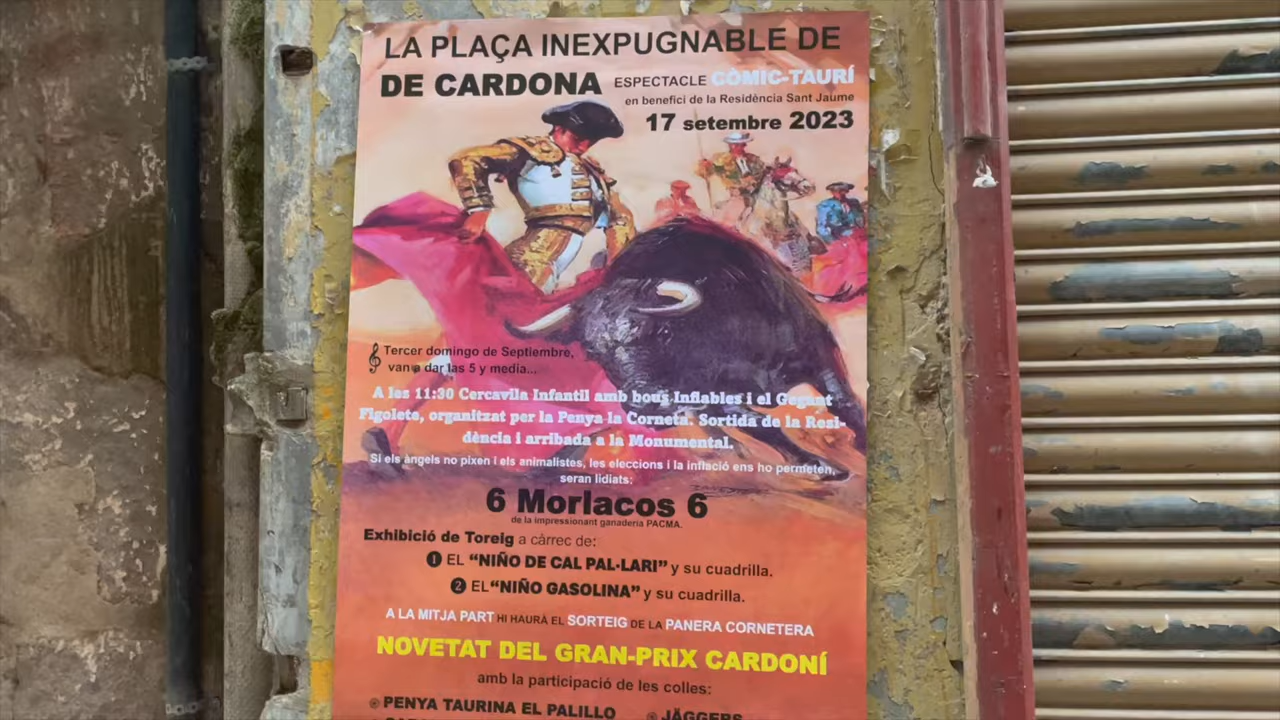 LA PLAÇA INEXPUGNABLE DE
DE CARDONA
ESPECTACLE CÒMIC-TAURÍ
en benefici de la Residència Sant Jaume
17 setembre 2023
Tercer domingo de Septiembre,
van a dar las 5 y media...
A les 11:30 Cercavila Infantil amb bous Inflables i el Gegant
Figolete, organitzat per la Penya la Corneta. Sortida de la Resi-
dència i arribada a la Monumental.
Si els àngels no pixen i els animalistes, les eleccions i la inflació ens ho permeten,
seran lidiats:
6 Morlacos 6
de la impressionant ganaderia PACMA.
Exhibició de Toreig a càrrec de:
1 EL “NIÑO DE CAL PAL·LARI” y su cuadrilla.
2 EL “NIÑO GASOLINA” y su cuadrilla.
A LA MITJA PART HI HAURÀ EL SORTEIG DE LA PANERA CORNETERA
NOVETAT DEL GRAN-PRIX CARDONÍ
amb la participació de les colles:
PENYA TAURINA EL PALILLO
JÄGGERS